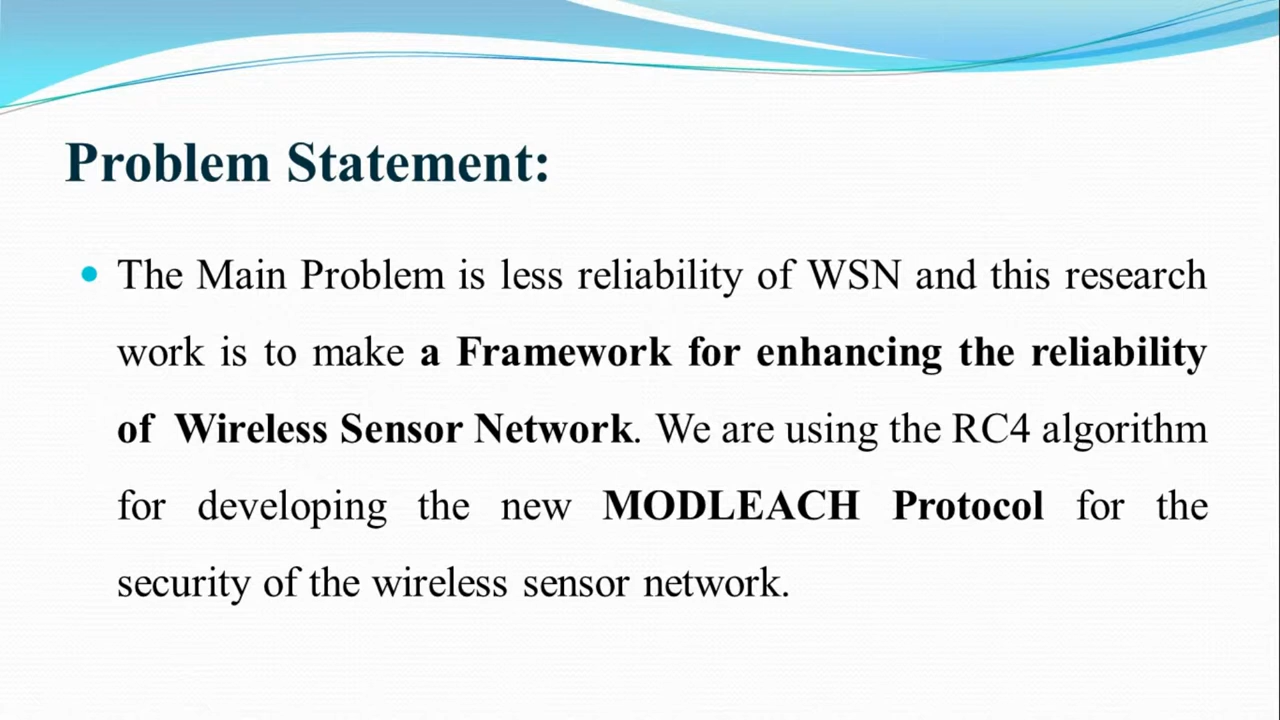 Problem Statement:
• The Main Problem is less reliability of WSN and this research
work is to make a Framework for enhancing the reliability
of Wireless Sensor Network. We are using the RC4 algorithm
for developing the new MODLEACH Protocol for the
security of the wireless sensor network.